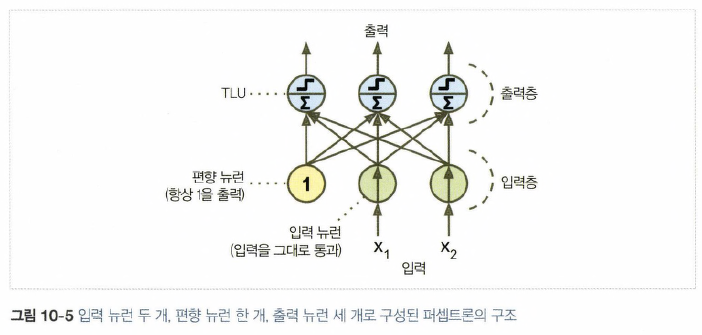 출력
TLU
출력층
Σ
Σ
Σ
편향 뉴런
(항상 1을 출력)
1
입력층
입력 뉴런
(입력을 그대로 통과)
x₁
x₂
입력
그림 10-5 입력 뉴런 두 개, 편향 뉴런 한 개, 출력 뉴런 세 개로 구성된 퍼셉트론의 구조